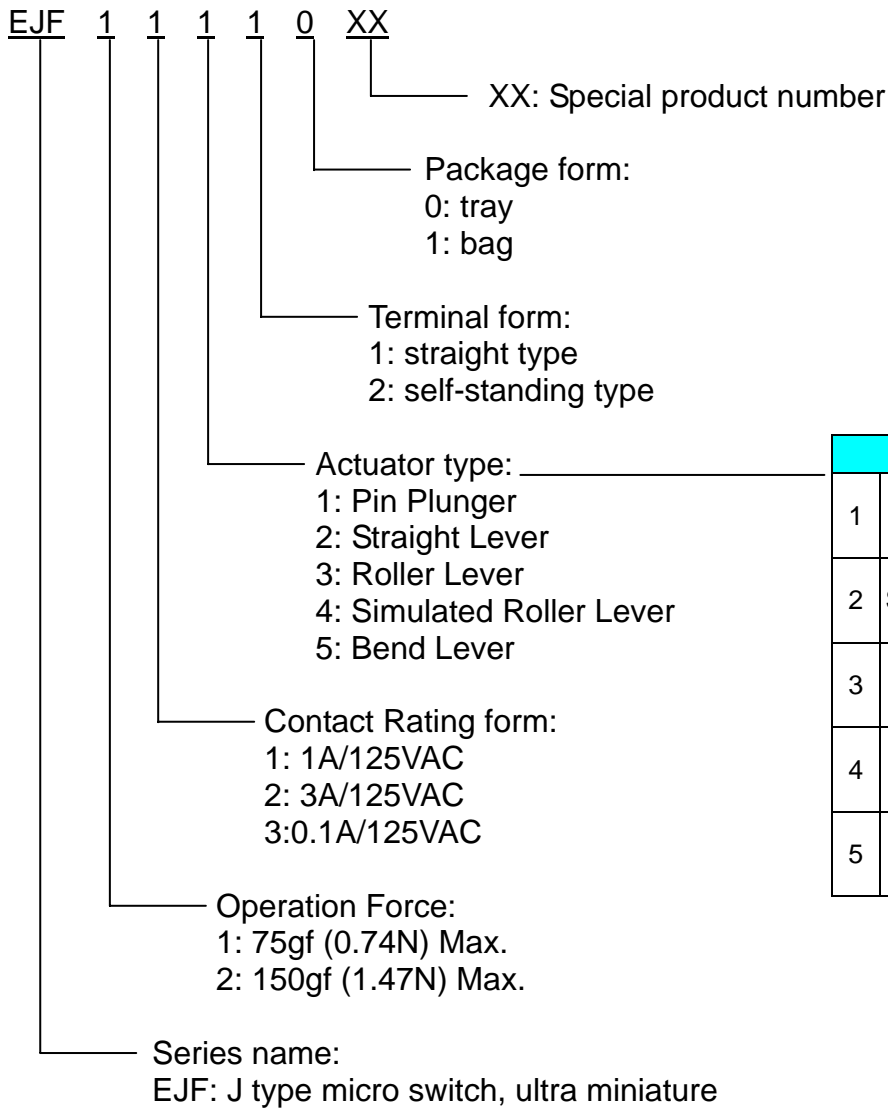 EJF 1 1 1 1 0 XX
XX: Special product number
Package form:
0: tray
1: bag
Terminal form:
1: straight type
2: self-standing type
Actuator type:
1: Pin Plunger
2: Straight Lever
3: Roller Lever
4: Simulated Roller Lever
5: Bend Lever
1
2
3
4
5
Contact Rating form:
1: 1A/125VAC
2: 3A/125VAC
3:0.1A/125VAC
Operation Force:
1: 75gf (0.74N) Max.
2: 150gf (1.47N) Max.
Series name:
EJF: J type micro switch, ultra miniature